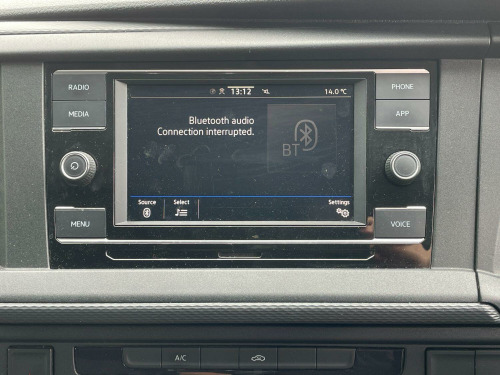 RADIO
MEDIA
MENU
13:12
14.0 °C
Bluetooth audio
Connection interrupted.
BT
Source
Select
Settings
PHONE
APP
VOICE
A/C